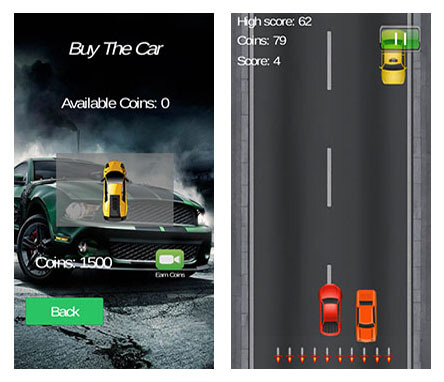 Buy The Car
Available Coins: 0
Coins: 1500
Earn Coins
Back
High score: 62
Coins: 79
Score: 4